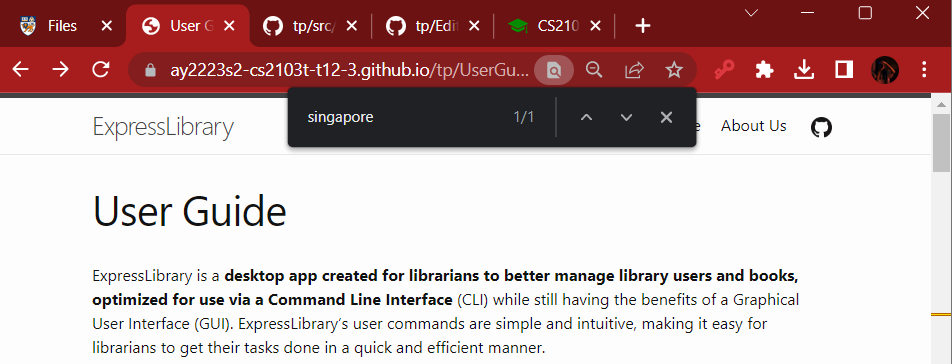 Files
User G
tp/src/
tp/Edit
CS210
ay2223s2-cs2103t-t12-3.github.io/tp/UserGu...
singapore 1/1
ExpressLibrary
e About Us
User Guide
ExpressLibrary is a desktop app created for librarians to better manage library users and books,
optimized for use via a Command Line Interface (CLI) while still having the benefits of a Graphical
User Interface (GUI). ExpressLibrary's user commands are simple and intuitive, making it easy for
librarians to get their tasks done in a quick and efficient manner.